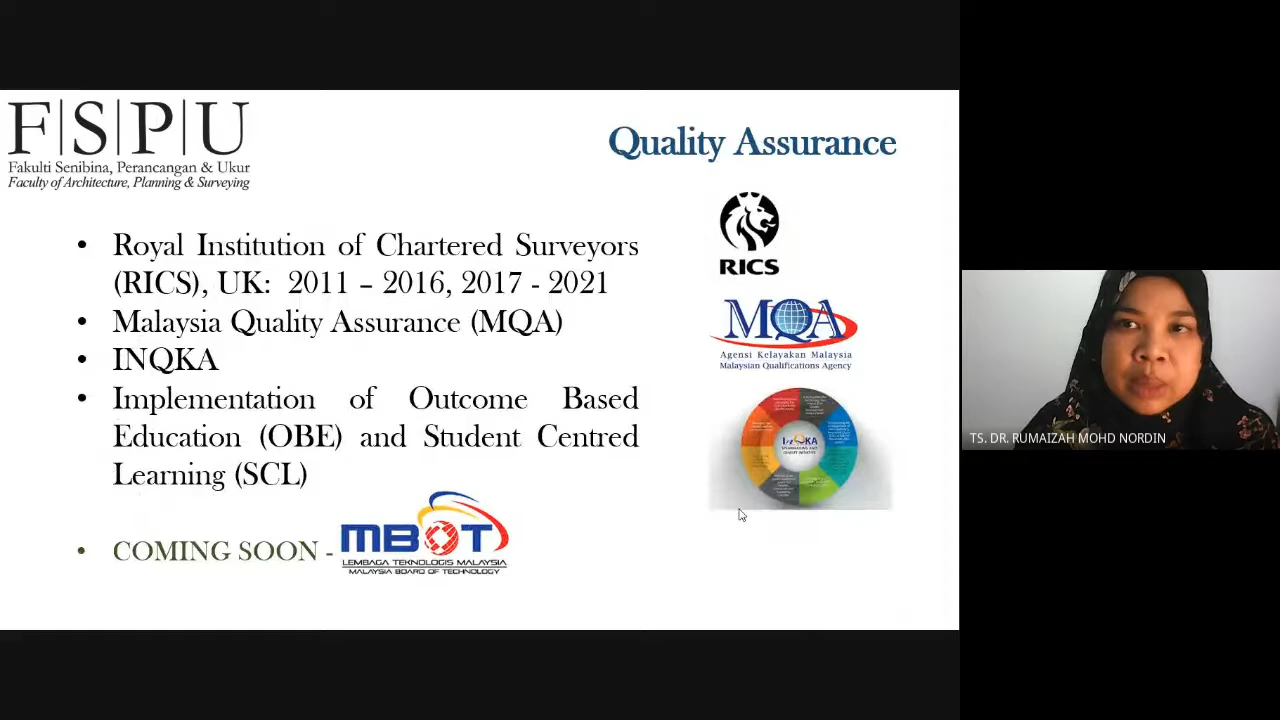 F|S|P|U
Fakulti Senibina, Perancangan & Ukur
Faculty of Architecture, Planning & Surveying
Quality Assurance
• Royal Institution of Chartered Surveyors
(RICS), UK: 2011 – 2016, 2017 - 2021
• Malaysia Quality Assurance (MQA)
• INQKA
• Implementation of Outcome Based
Education (OBE) and Student Centred
Learning (SCL)
• COMING SOON -
MBOT
LEMBAGA TEKNOLOGIS MALAYSIA
MALAYSIA BOARD OF TECHNOLOGY
RICS
MQA
Agensi Kelayakan Malaysia
Malaysian Qualifications Agency
InQKA
TS. DR. RUMAIZAH MOHD NORDIN